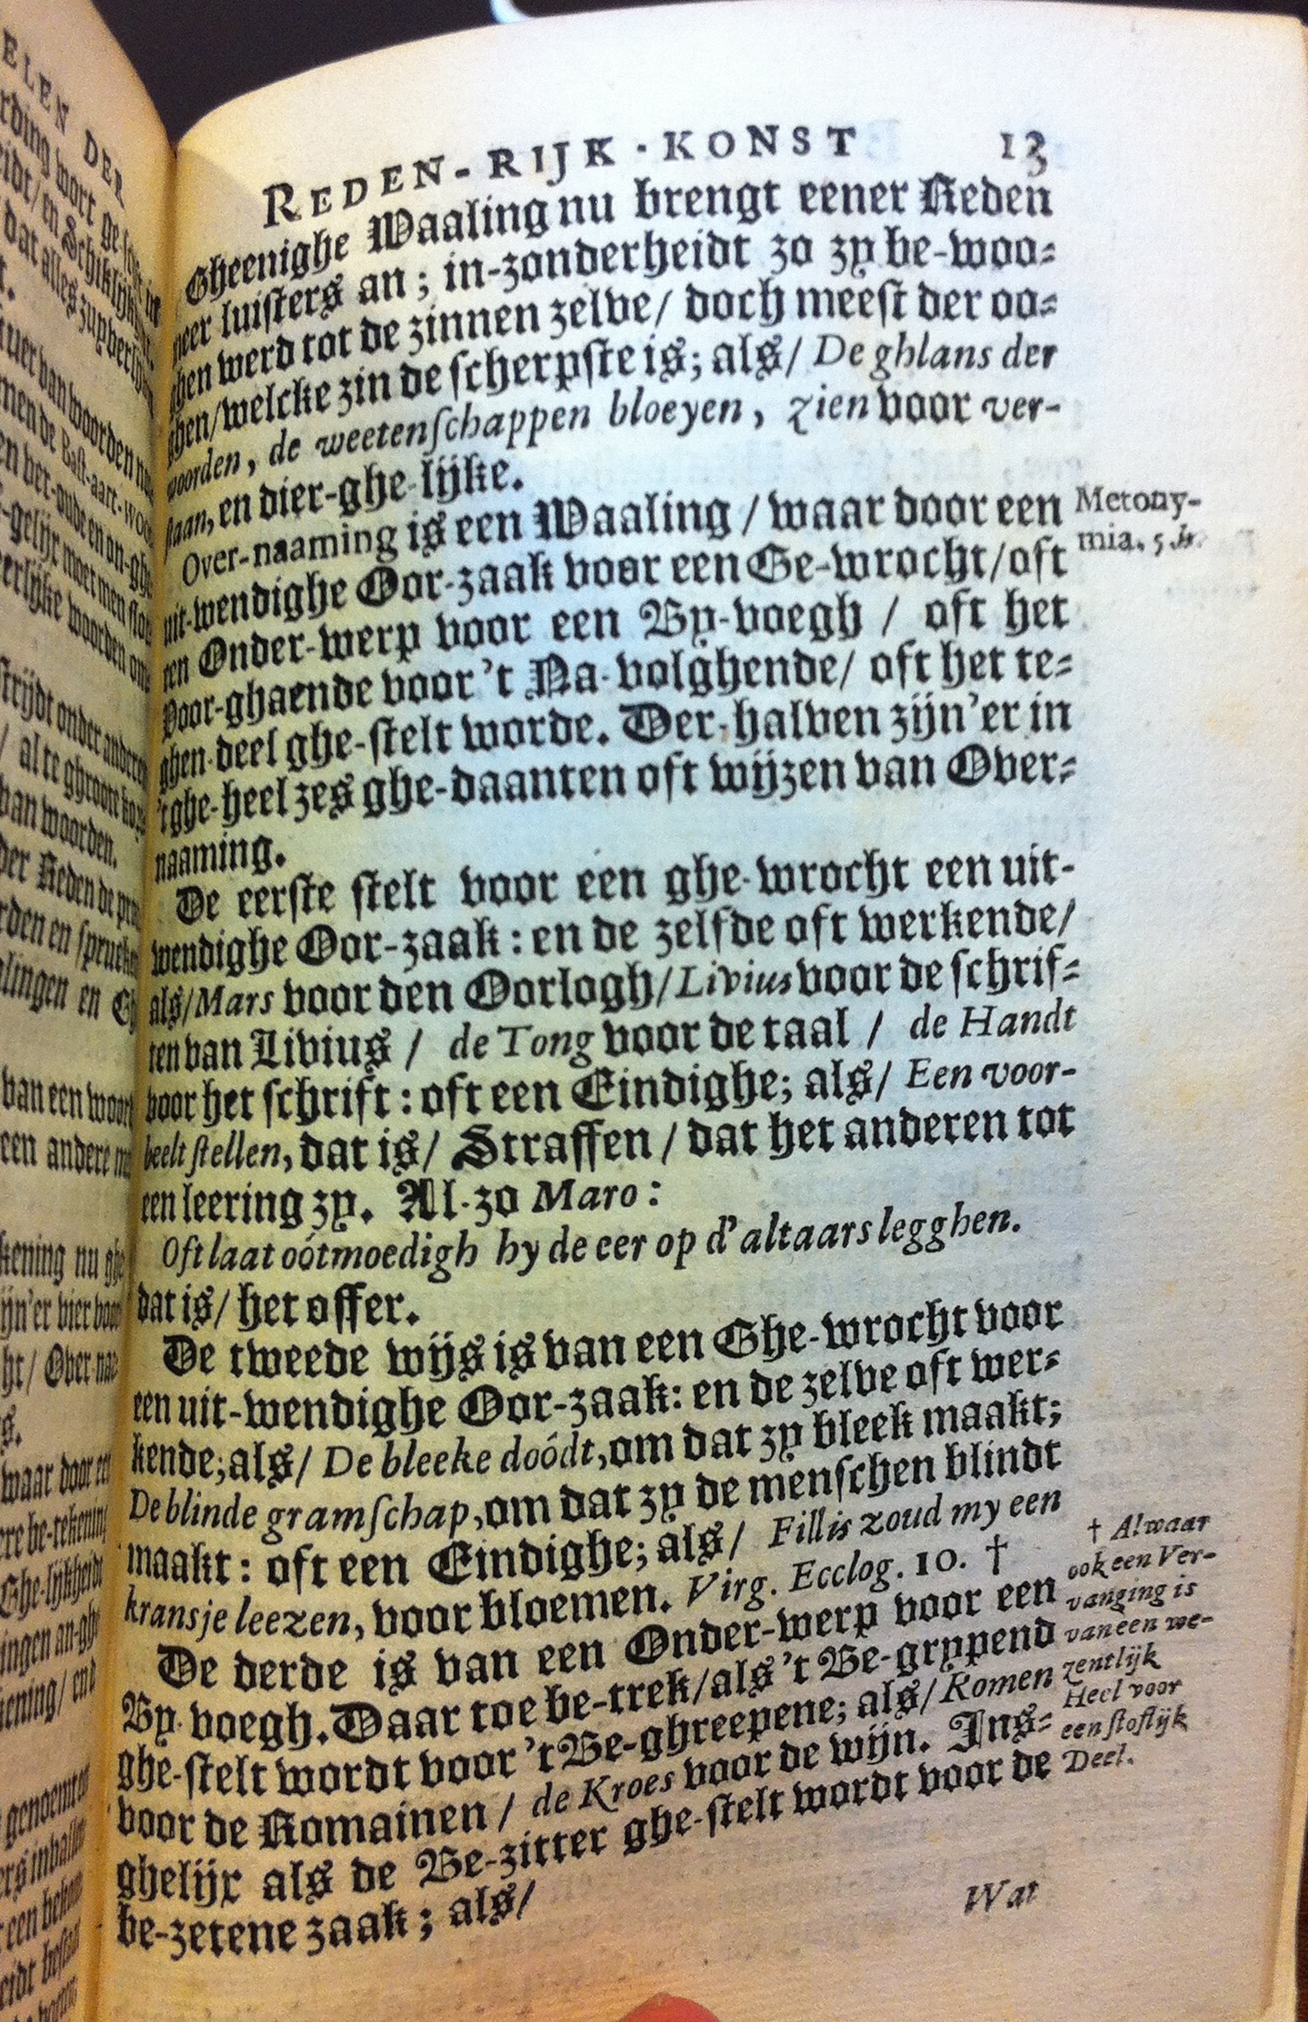 ELEN DER
REDEN-RIJK-KONST 13
Gheenighe Waaling nu brengt eener Reden
meer luisters an; in-zonderheidt zo zy be-woo-
ghen werd tot de zinnen zelve/ doch meest der oo-
ghen/welcke zin de scherpste is; als/ De ghlans der
woorden, de weetenschappen bloeyen, zien voor ver-
staan, en dier-ghe-lijke.
Over-naaming is een Waaling / waar door een
uit-wendighe Oor-zaak voor een Ge-wrocht/oft
een Onder-werp voor een By-voegh / oft het
Voor-ghaende voor 't Na-volghende/ oft het te-
ghen-deel ghe-stelt worde. Der-halven zijn'er in
'tghe-heel zes ghe-daanten oft wijzen van Over-
naaming.
Metony-
mia. 5.
De eerste stelt voor een ghe-wrocht een uit-
wendighe Oor-zaak: en de zelfde oft werkende/
als/Mars voor den Oorlogh/Livius voor de schrif-
ten van Livius / de Tong voor de taal / de Handt
voor het schrift: oft een Eindighe; als/ Een voor-
beelt stellen, dat is/ Straffen / dat het anderen tot
een leering zy. Al-zo Maro:
Oft laat oótmoedigh hy de eer op d'altaars legghen.
dat is/ het offer.
De tweede wijs is van een Ghe-wrocht voor
een uit-wendighe Oor-zaak: en de zelve oft wer-
kende; als/ De bleeke doódt, om dat zy bleek maakt;
De blinde gramschap, om dat zy de menschen blindt
maakt: oft een Eindighe; als/ Fillis zoud my een
kransje leezen, voor bloemen. Virg. Ecclog. 10. †
De derde is van een Onder-werp voor een
By-voegh. Daar toe be-trek/als 't Be-grypend
ghe-stelt wordt voor 't Be-ghreepene; als/Romen
voor de Romainen / de Kroes voor de wijn. Ins-
ghelijx als de Be-zitter ghe-stelt wordt voor de
be-zetene zaak; als/
† Alwaar
ook een Ver-
vanging is
van een we-
zentlijk
Heel voor
een stoflijk
Deel.
Wat